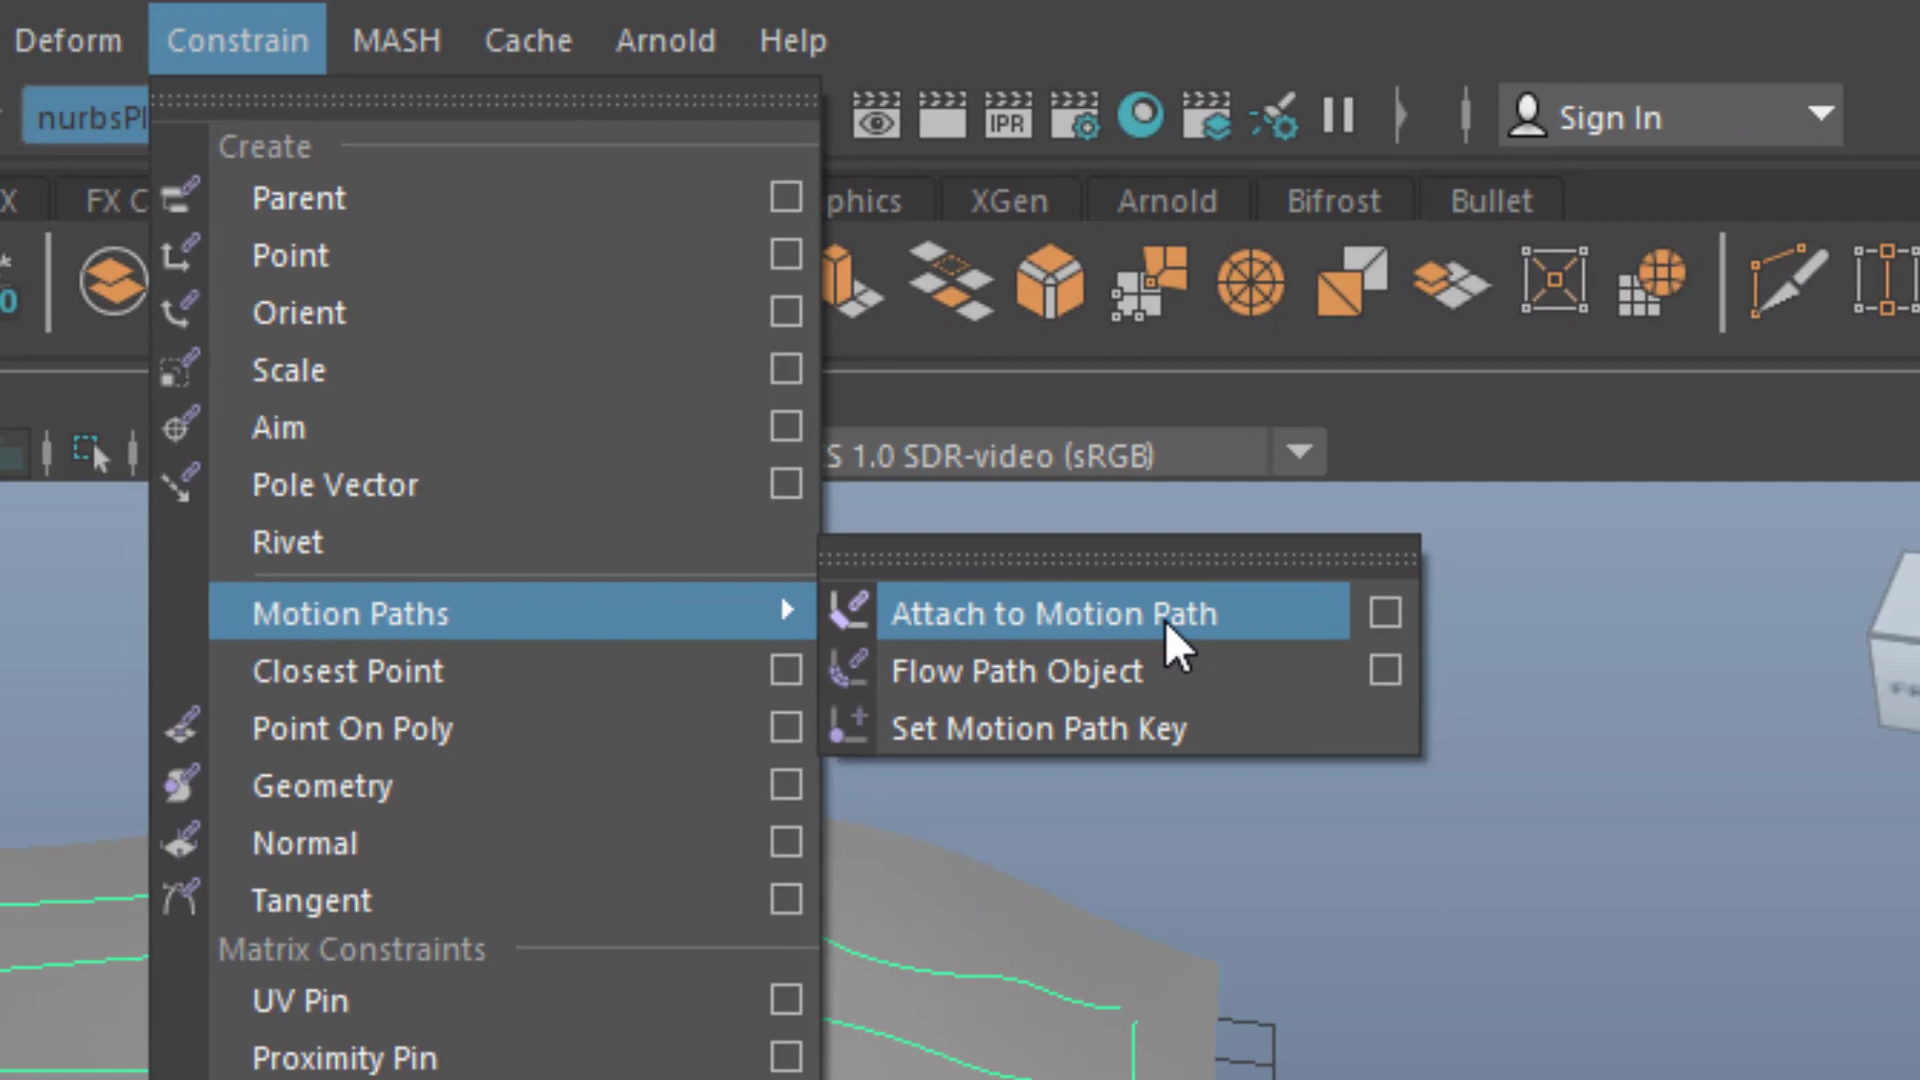 Deform Constrain MASH Cache Arnold Help
nurbsPl
IPR
Sign In
Create
X FX C phics XGen Arnold Bifrost Bullet
Parent
Point
0
Orient
Scale
Aim
S 1.0 SDR-video (sRGB)
Pole Vector
Rivet
Motion Paths
Attach to Motion Path
Closest Point
Flow Path Object
Point On Poly
Set Motion Path Key
Geometry
Normal
Tangent
Matrix Constraints
UV Pin
Proximity Pin